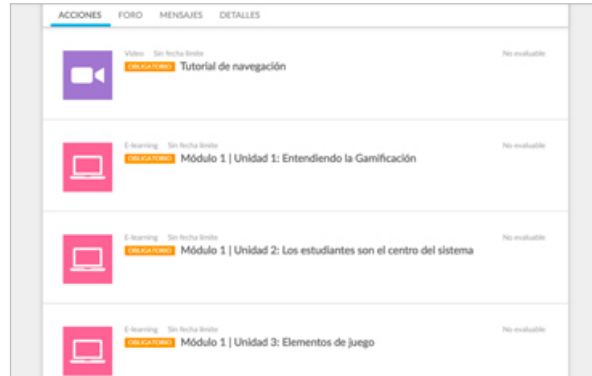 ACCIONES FORO MENSAJES DETALLES
Video Sin fecha límite No evaluable
OBLIGATORIO Tutorial de navegación
E-learning Sin fecha límite No evaluable
OBLIGATORIO Módulo 1 | Unidad 1: Entendiendo la Gamificación
E-learning Sin fecha límite No evaluable
OBLIGATORIO Módulo 1 | Unidad 2: Los estudiantes son el centro del sistema
E-learning Sin fecha límite No evaluable
OBLIGATORIO Módulo 1 | Unidad 3: Elementos de juego